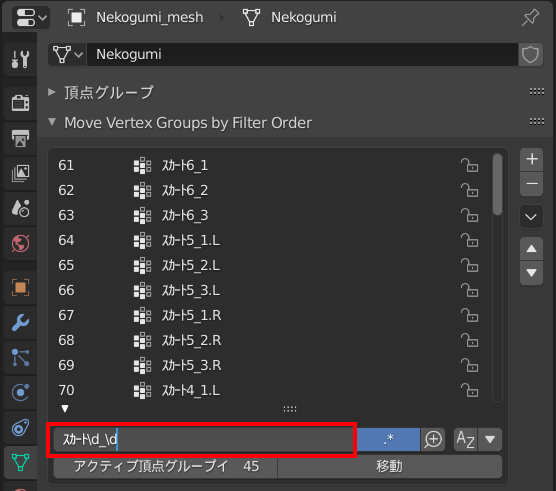 Nekogumi_mesh > Nekogumi
Nekogumi
頂点グループ
Move Vertex Groups by Filter Order
61 ｽｶｰﾄ6_1
62 ｽｶｰﾄ6_2
63 ｽｶｰﾄ6_3
64 ｽｶｰﾄ5_1.L
65 ｽｶｰﾄ5_2.L
66 ｽｶｰﾄ5_3.L
67 ｽｶｰﾄ5_1.R
68 ｽｶｰﾄ5_2.R
69 ｽｶｰﾄ5_3.R
70 ｽｶｰﾄ4_1.L
ｽｶｰﾄ\d_\d .* AZ
アクティブ頂点グループイ 45 移動